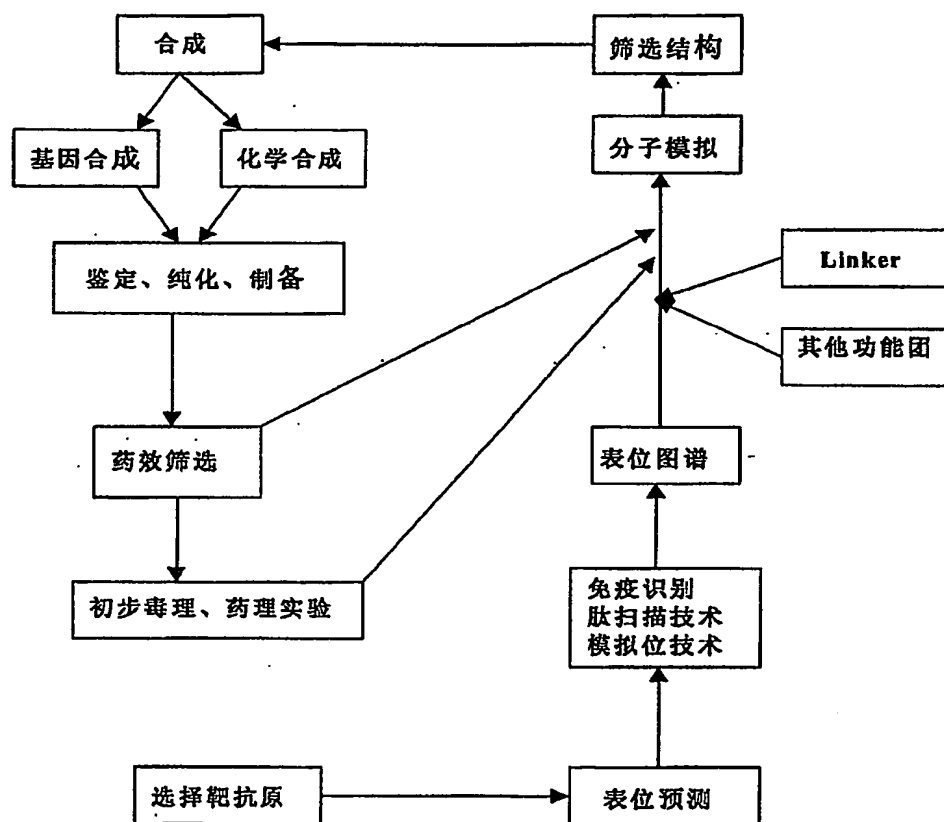 合成
筛选结构
基因合成
化学合成
分子模拟
鉴定、纯化、制备
Linker
其他功能团
药效筛选
表位图谱
初步毒理、药理实验
免疫识别
肽扫描技术
模拟位技术
选择靶抗原
表位预测